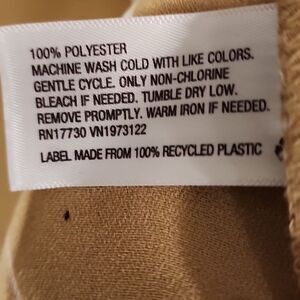 100% POLYESTER
MACHINE WASH COLD WITH LIKE COLORS.
GENTLE CYCLE. ONLY NON-CHLORINE
BLEACH IF NEEDED. TUMBLE DRY LOW.
REMOVE PROMPTLY. WARM IRON IF NEEDED.
RN17730 VN1973122
LABEL MADE FROM 100% RECYCLED PLASTIC